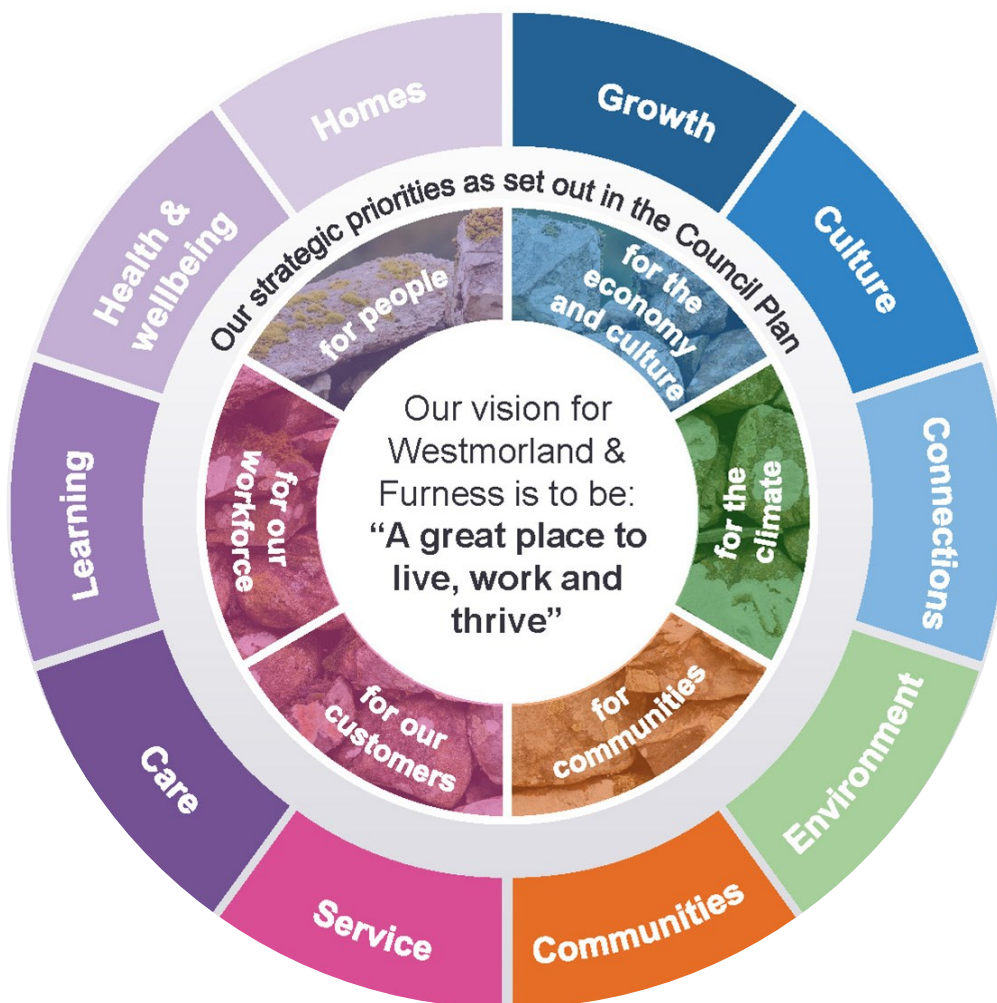 Our vision for
Westmorland &
Furness is to be:
“A great place to
live, work and
thrive”
Our strategic priorities as set out in the Council Plan
for people
for the
economy
and culture
for the
climate
for
communities
for our
customers
for our
workforce
Homes
Growth
Culture
Connections
Environment
Communities
Service
Care
Learning
Health &
wellbeing